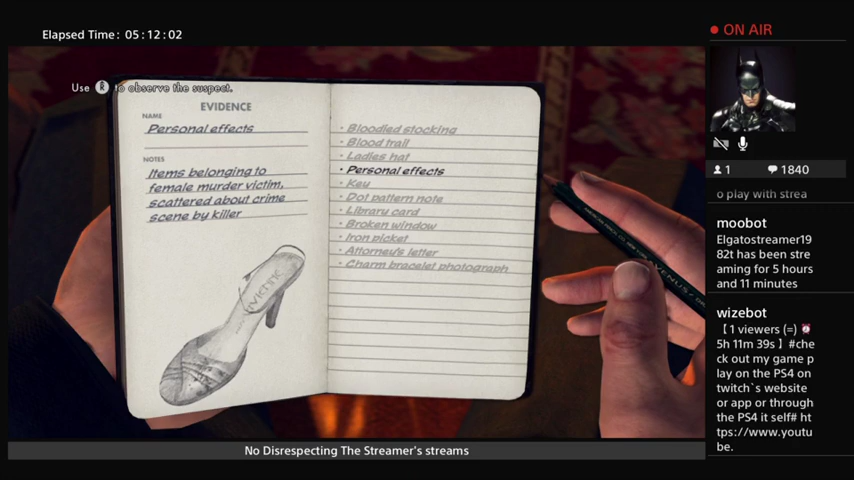 Elapsed Time: 05:12:02
Use R to observe the suspect.
EVIDENCE
NAME
Personal effects
NOTES
Items belonging to
female murder victim,
scattered about crime
scene by killer
· Bloodied stocking
· Blood trail
· Ladies hat
· Personal effects
· Key
· Dot pattern note
· Library card
· Broken window
· Iron picket
· Attorney's letter
· Charm bracelet photograph
VENUS
No Disrespecting The Streamer's streams
ON AIR
1
1840
o play with strea
moobot
Elgatostreamer19
82t has been stre
aming for 5 hours
and 11 minutes
wizebot
【 1 viewers (=) ⏰
5h 11m 39s 】 #che
ck out my game p
lay on the PS4 on
twitch`s website
or app or through
the PS4 it self# ht
tps://www.youtu
be.